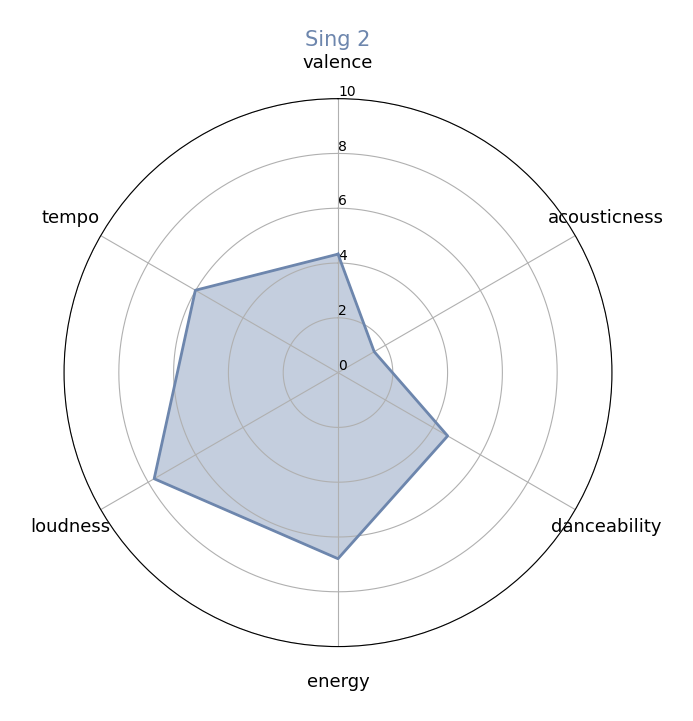 Sing 2
valence
10
8
tempo
6
acousticness
4
2
0
loudness
danceability
energy